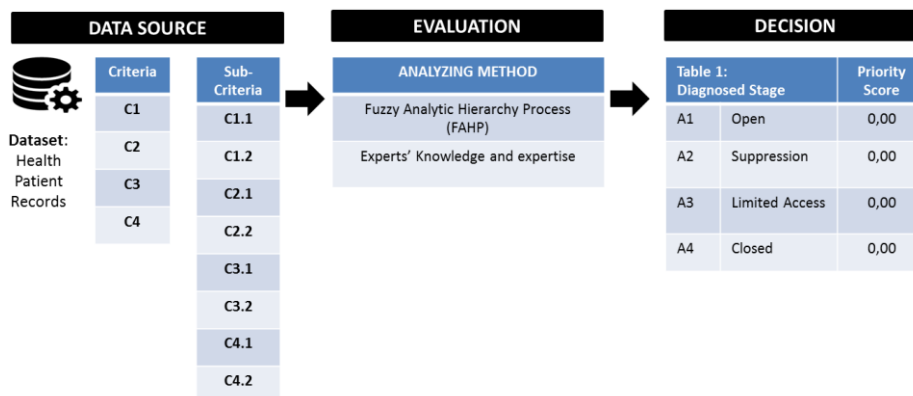 DATA SOURCE
EVALUATION
DECISION
Dataset:
Health
Patient
Records
Criteria
C1
C2
C3
C4
Sub-
Criteria
C1.1
C1.2
C2.1
C2.2
C3.1
C3.2
C4.1
C4.2
ANALYZING METHOD
Fuzzy Analytic Hierarchy Process
(FAHP)
Experts’ Knowledge and expertise
Table 1: Priority
Diagnosed Stage Score
A1 Open 0,00
A2 Suppression 0,00
A3 Limited Access 0,00
A4 Closed 0,00